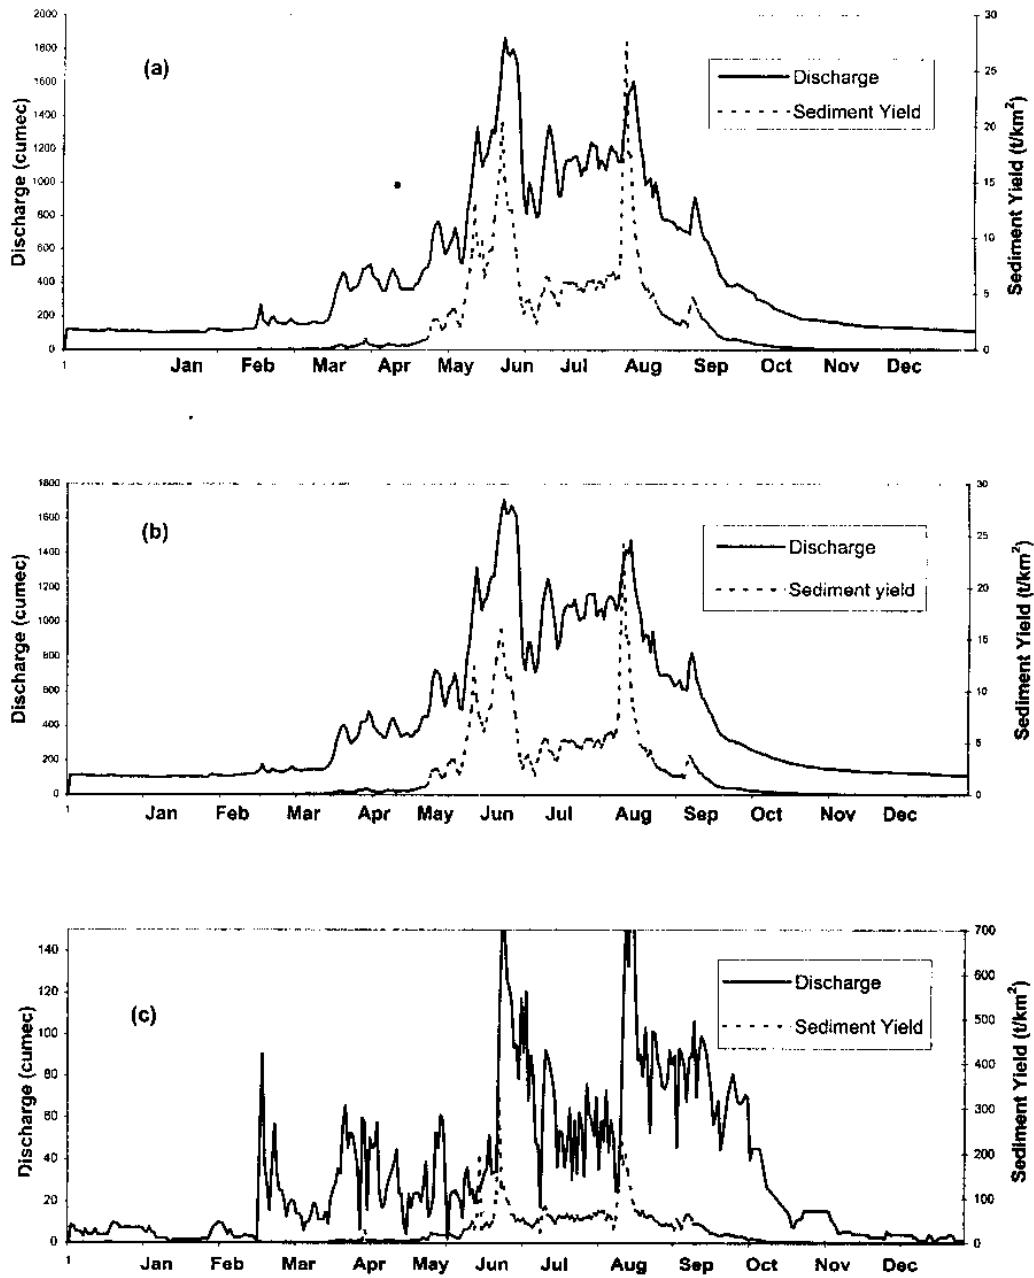 (a)
Discharge
Sediment Yield
Discharge (cumec)
2000
1800
1600
1400
1200
1000
800
600
400
200
0
30
25
20
15
10
5
0
Sediment Yield (t/km²)
1 Jan Feb Mar Apr May Jun Jul Aug Sep Oct Nov Dec
(b)
Discharge
Sediment yield
Discharge (cumec)
1800
1600
1400
1200
1000
800
600
400
200
0
30
25
20
15
10
5
0
Sediment Yield (t/km²)
1 Jan Feb Mar Apr May Jun Jul Aug Sep Oct Nov Dec
(c)
Discharge
Sediment Yield
Discharge (cumec)
140
120
100
80
60
40
20
0
700
600
500
400
300
200
100
0
Sediment Yield (t/km²)
1 Jan Feb Mar Apr May Jun Jul Aug Sep Oct Nov Dec